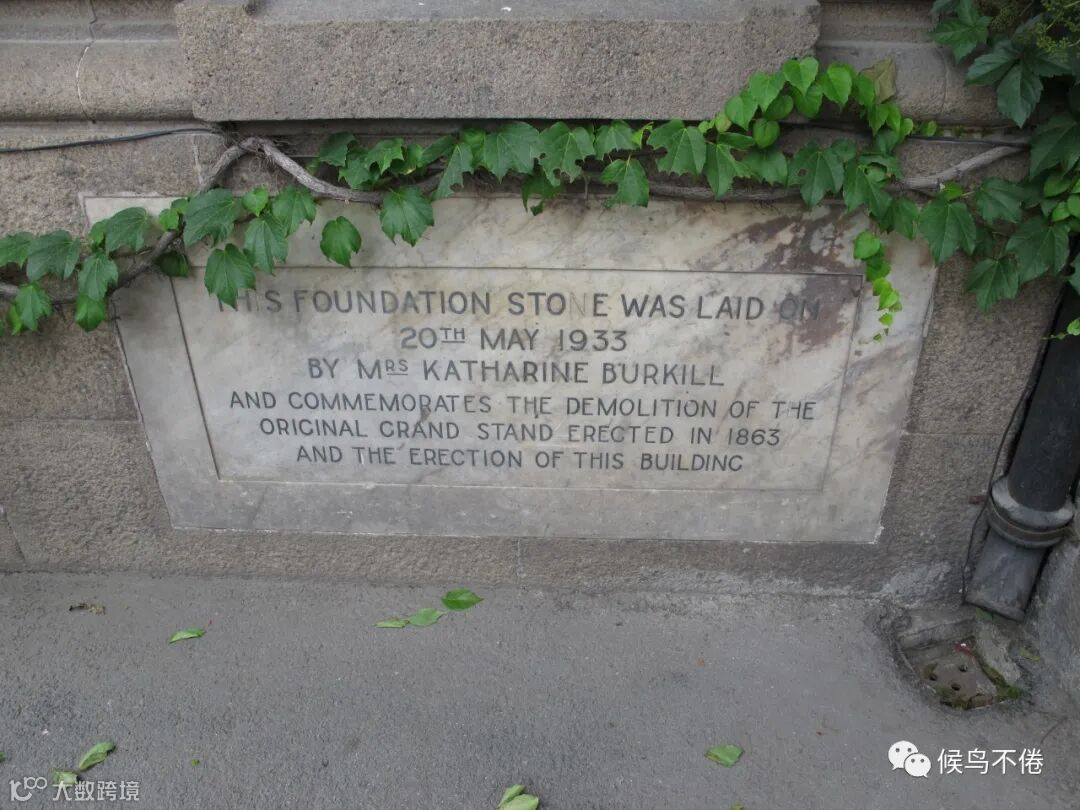 THIS FOUNDATION STONE WAS LAID ON
20TH MAY 1933
BY MRS KATHARINE BURKILL
AND COMMEMORATES THE DEMOLITION OF THE
ORIGINAL GRAND STAND ERECTED IN 1863
AND THE ERECTION OF THIS BUILDING
候鸟不倦
大数跨境